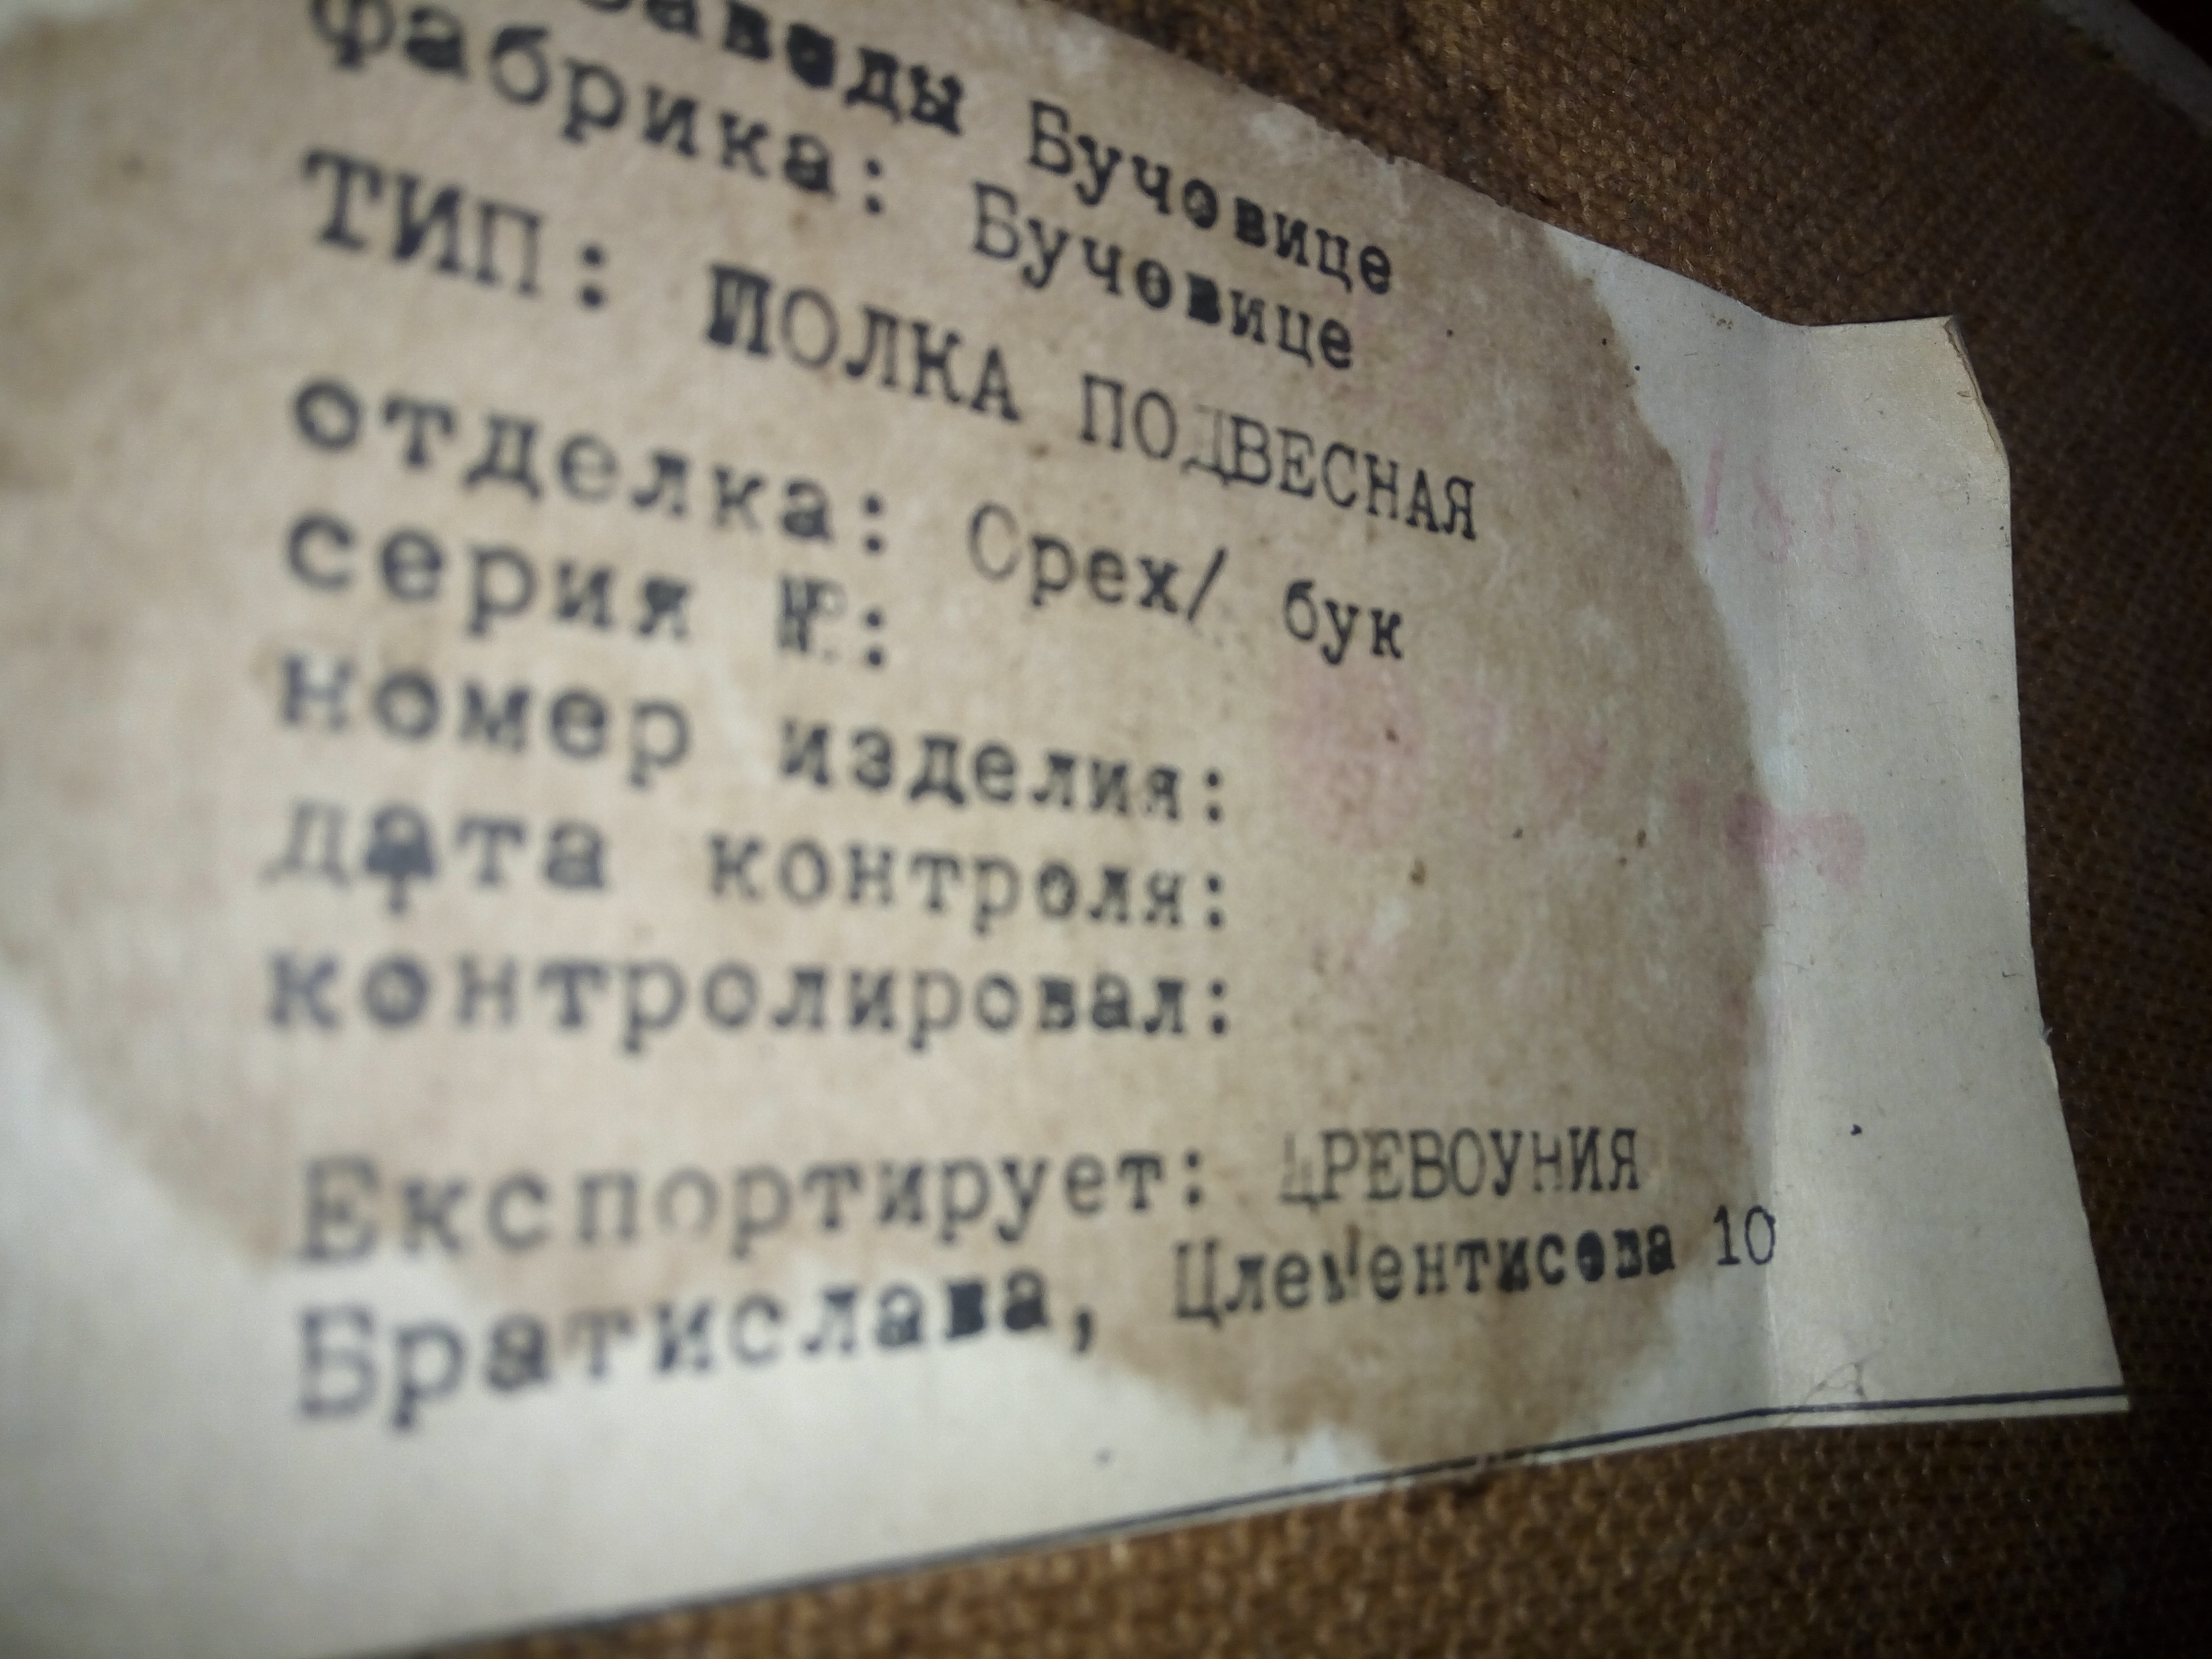 заводы Бучовице
фабрика: Бучовице
ТИП: ПОЛКА ПОДВЕСНАЯ
отделка: Срех/ бук
серия №:
номер изделия:
дата контроля:
контролировал:
Експортирует: ДРЕВОУНИЯ
Братислава, Цлементисова 10